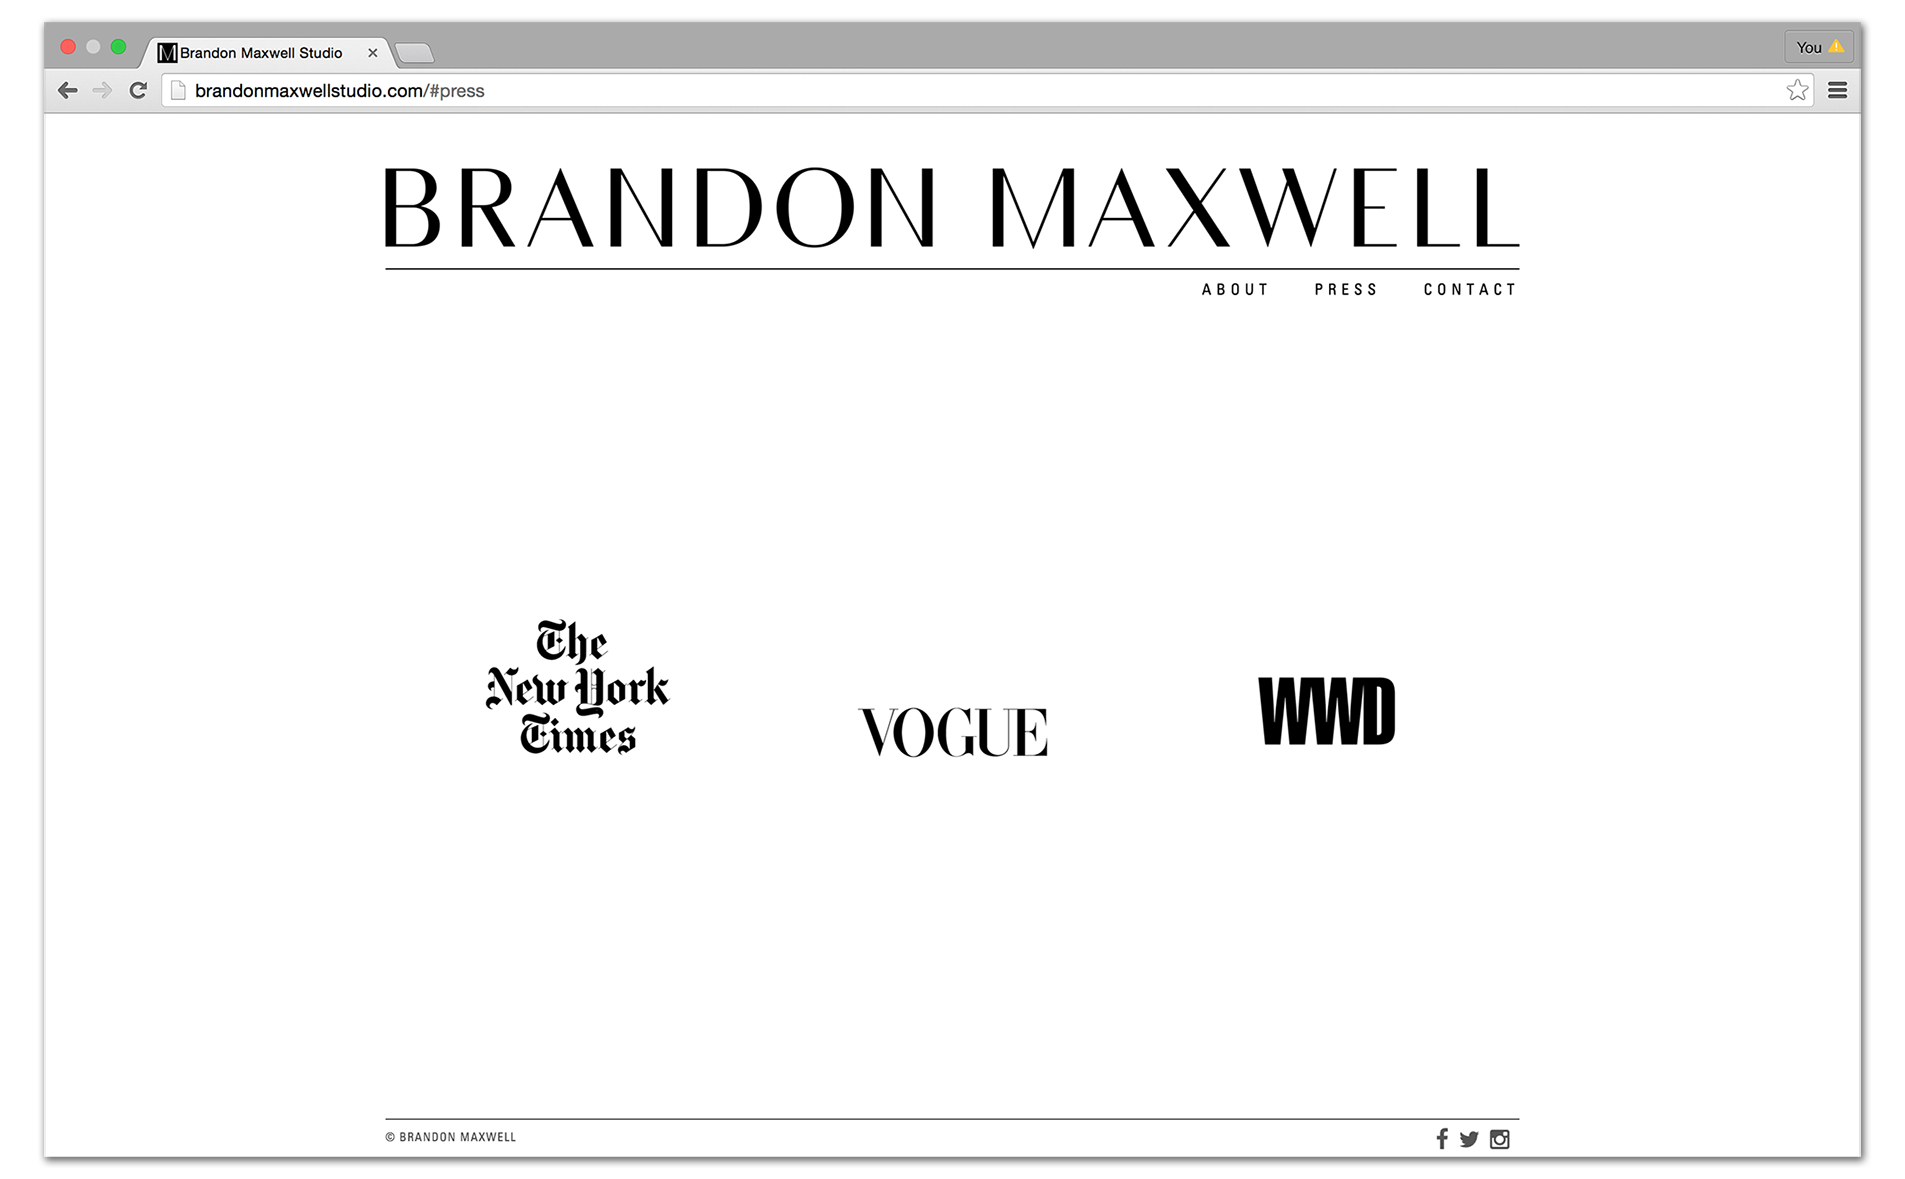 Brandon Maxwell Studio
You
brandonmaxwellstudio.com/#press
BRANDON MAXWELL
ABOUT PRESS CONTACT
The
New York
Times
VOGUE
WWD
© BRANDON MAXWELL